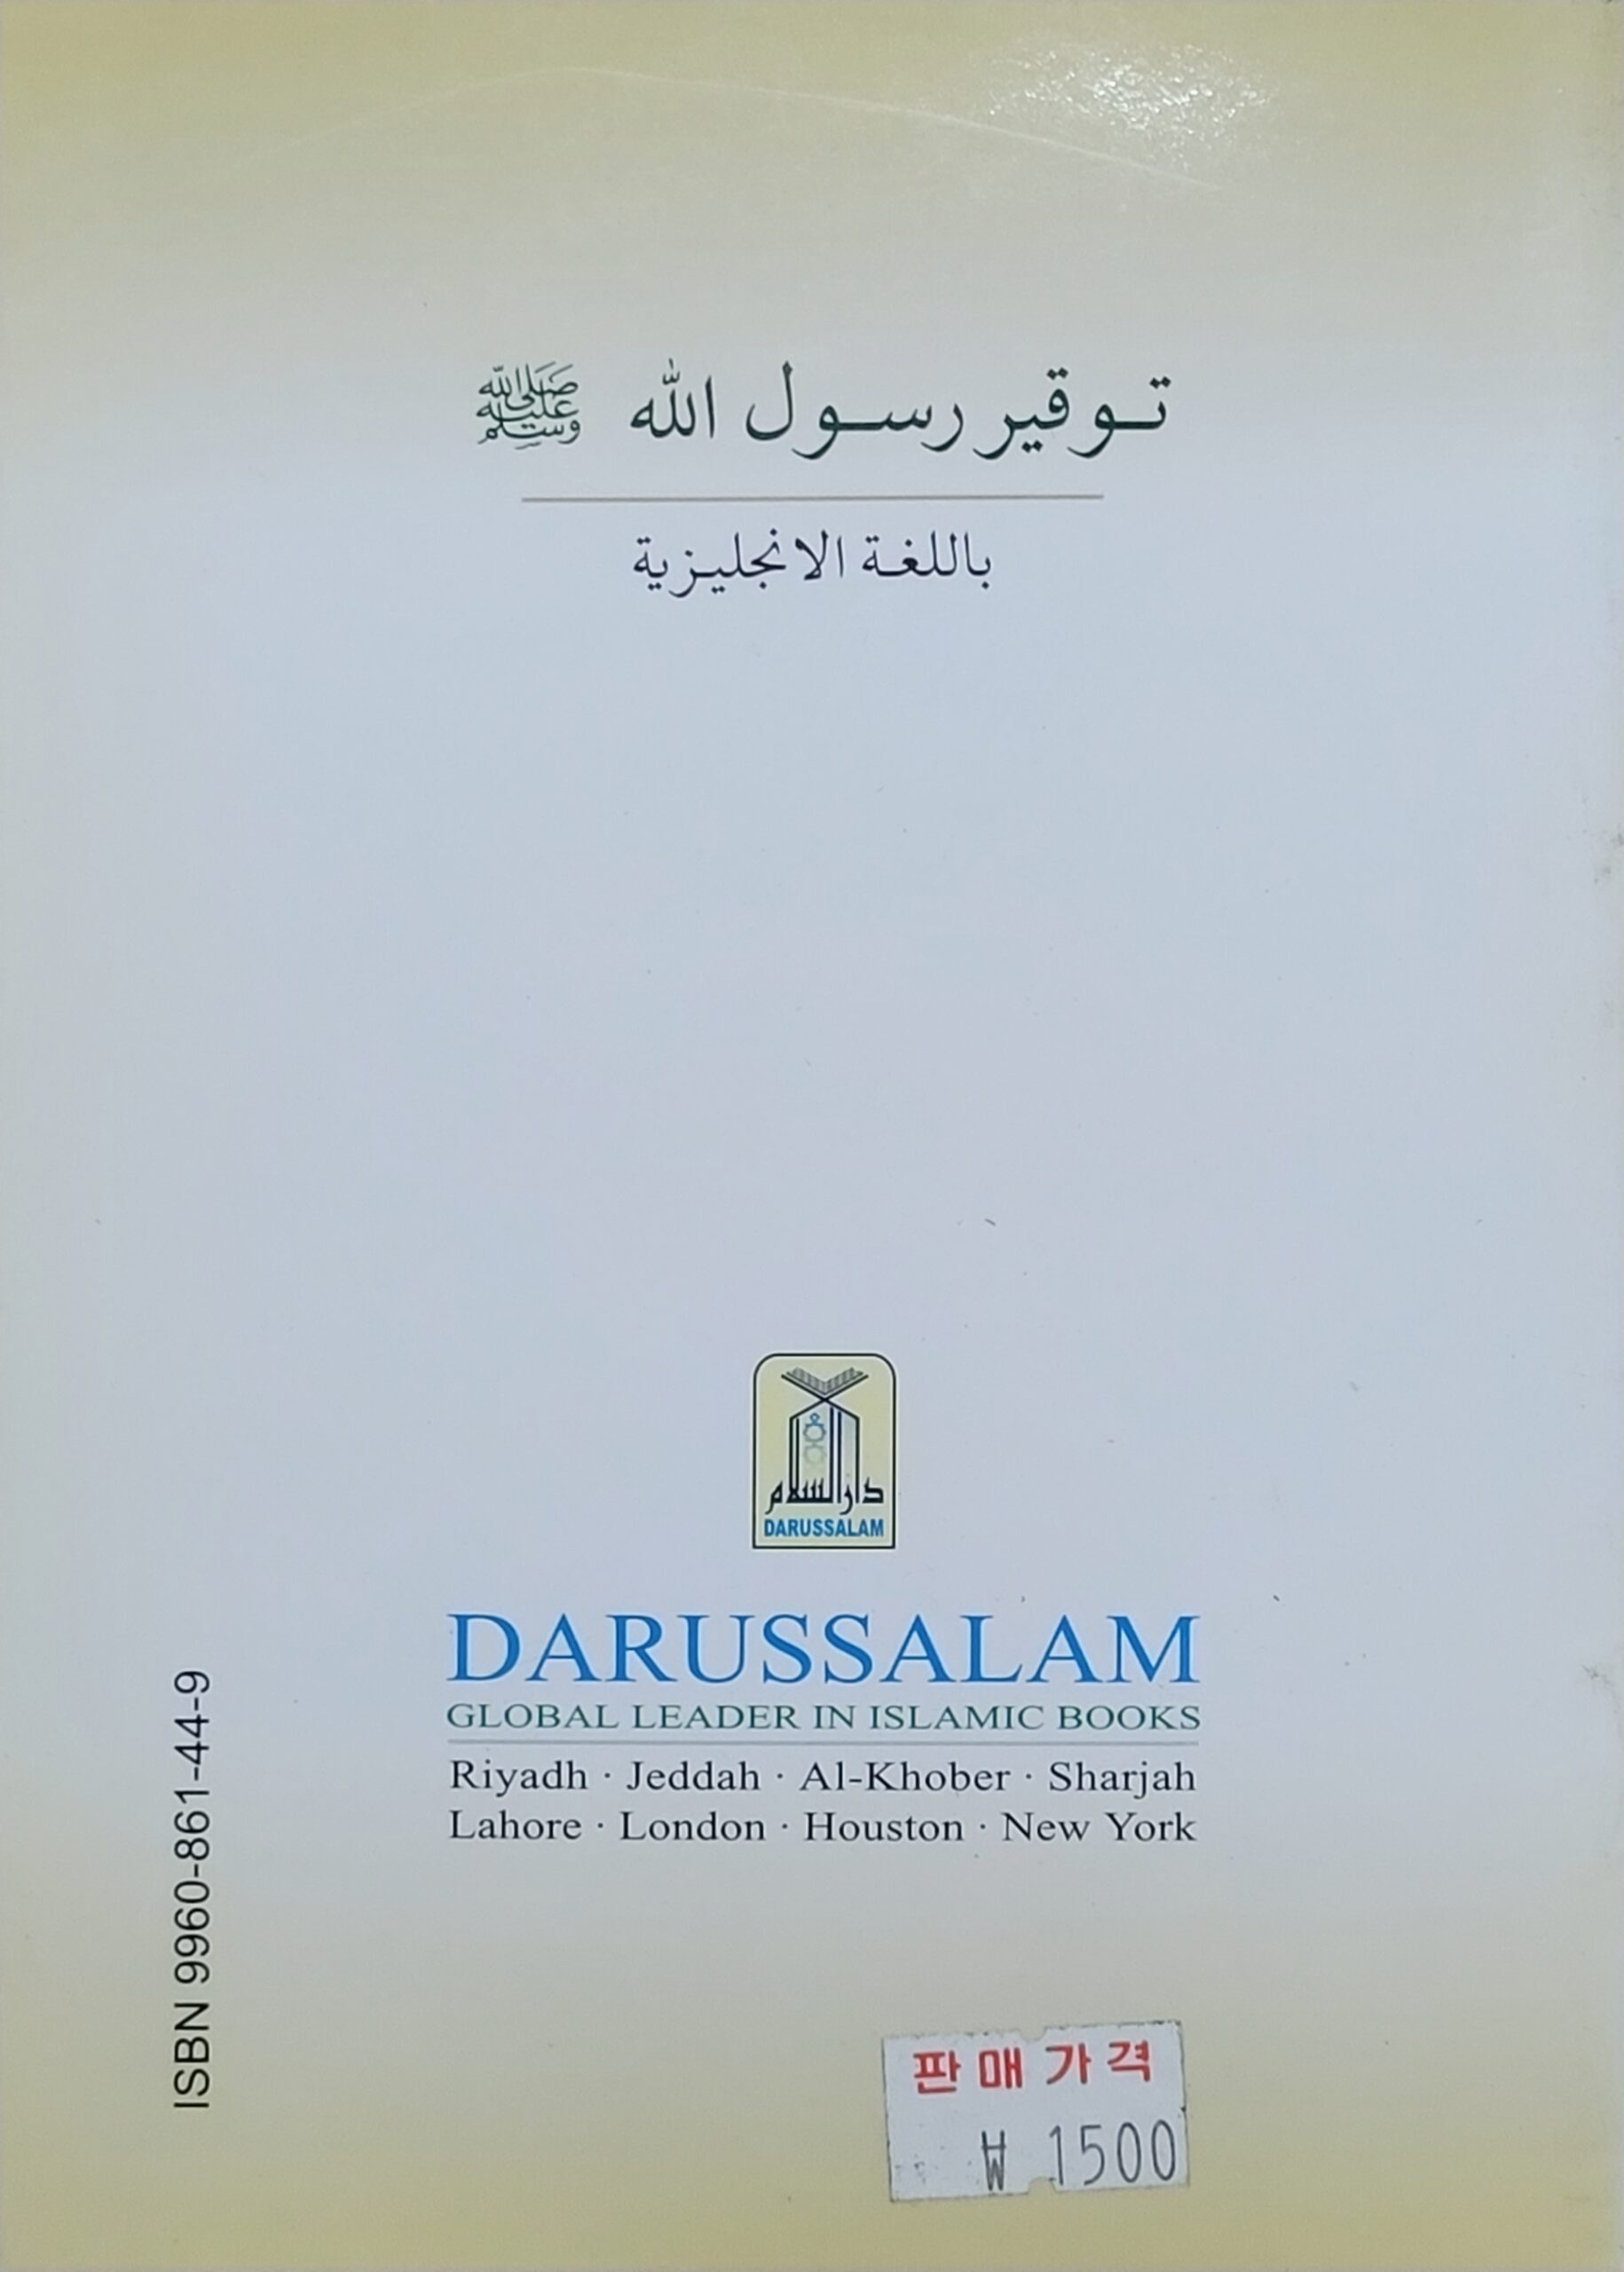 توقير رسول الله ﷺ
باللغة الانجليزية
دار السلام
DARUSSALAM
DARUSSALAM
GLOBAL LEADER IN ISLAMIC BOOKS
Riyadh · Jeddah · Al-Khober · Sharjah
Lahore · London · Houston · New York
ISBN 9960-861-44-9
판매가격
₩ 1500